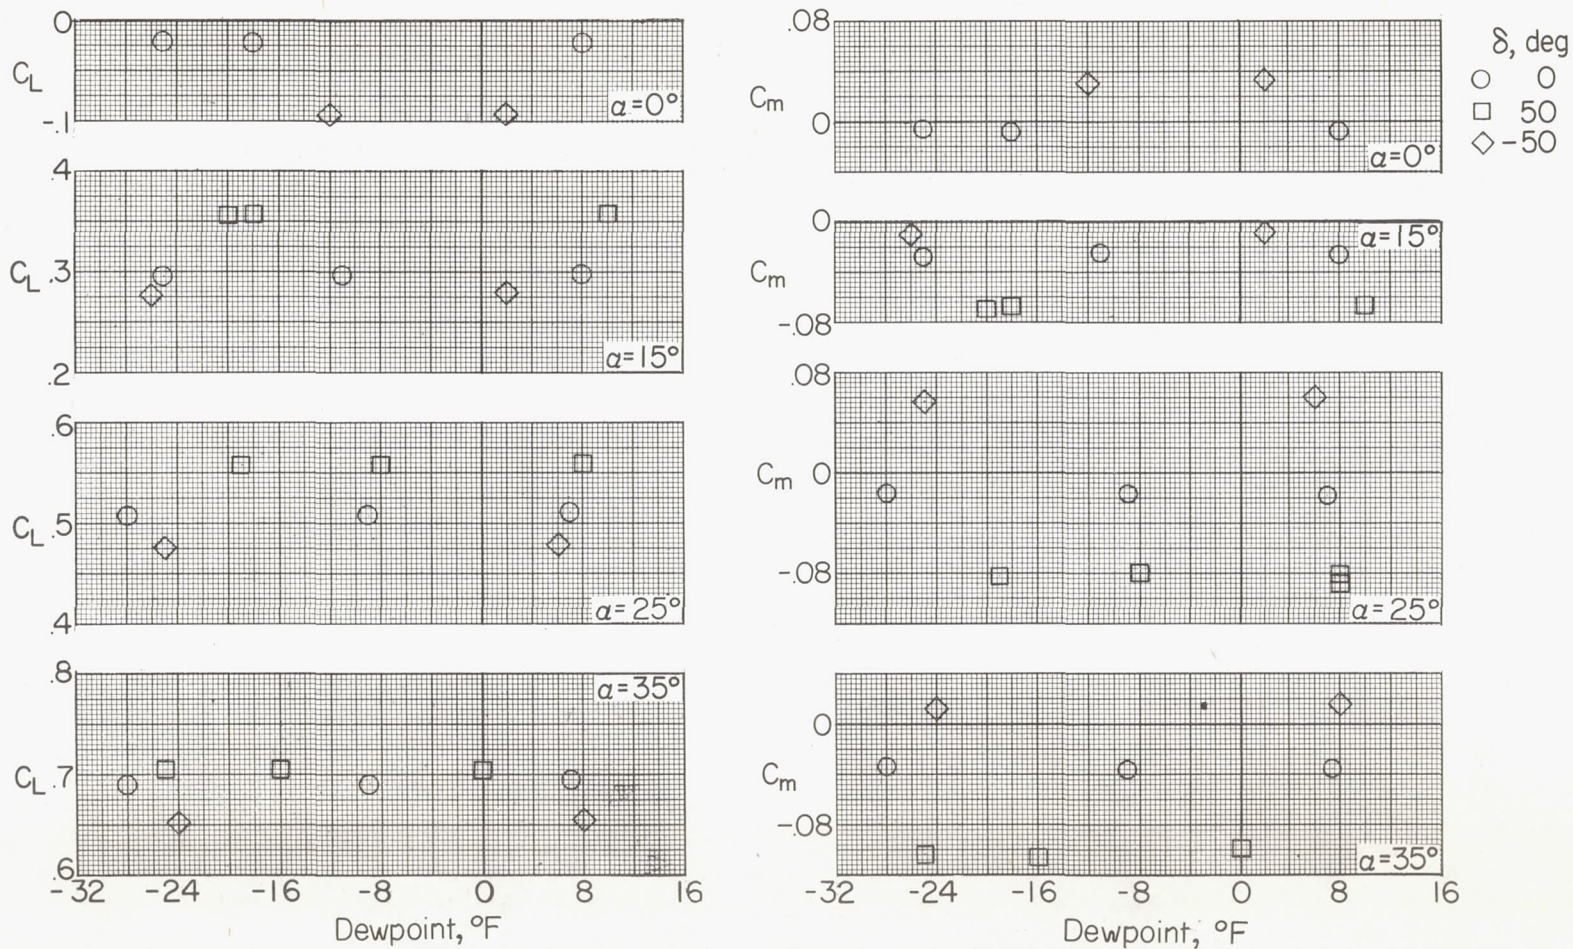 0
C_L
-.1
α=0°
.4
C_L .3
.2
α=15°
.6
C_L .5
.4
α=25°
.8
α=35°
C_L .7
.6
-32 -24 -16 -8 0 8 16
Dewpoint, °F
.08
C_m
0
α=0°
0
α=15°
C_m
-.08
.08
C_m 0
-.08
α=25°
0
C_m
-.08
α=35°
-32 -24 -16 -8 0 8 16
Dewpoint, °F
δ, deg
0
50
-50